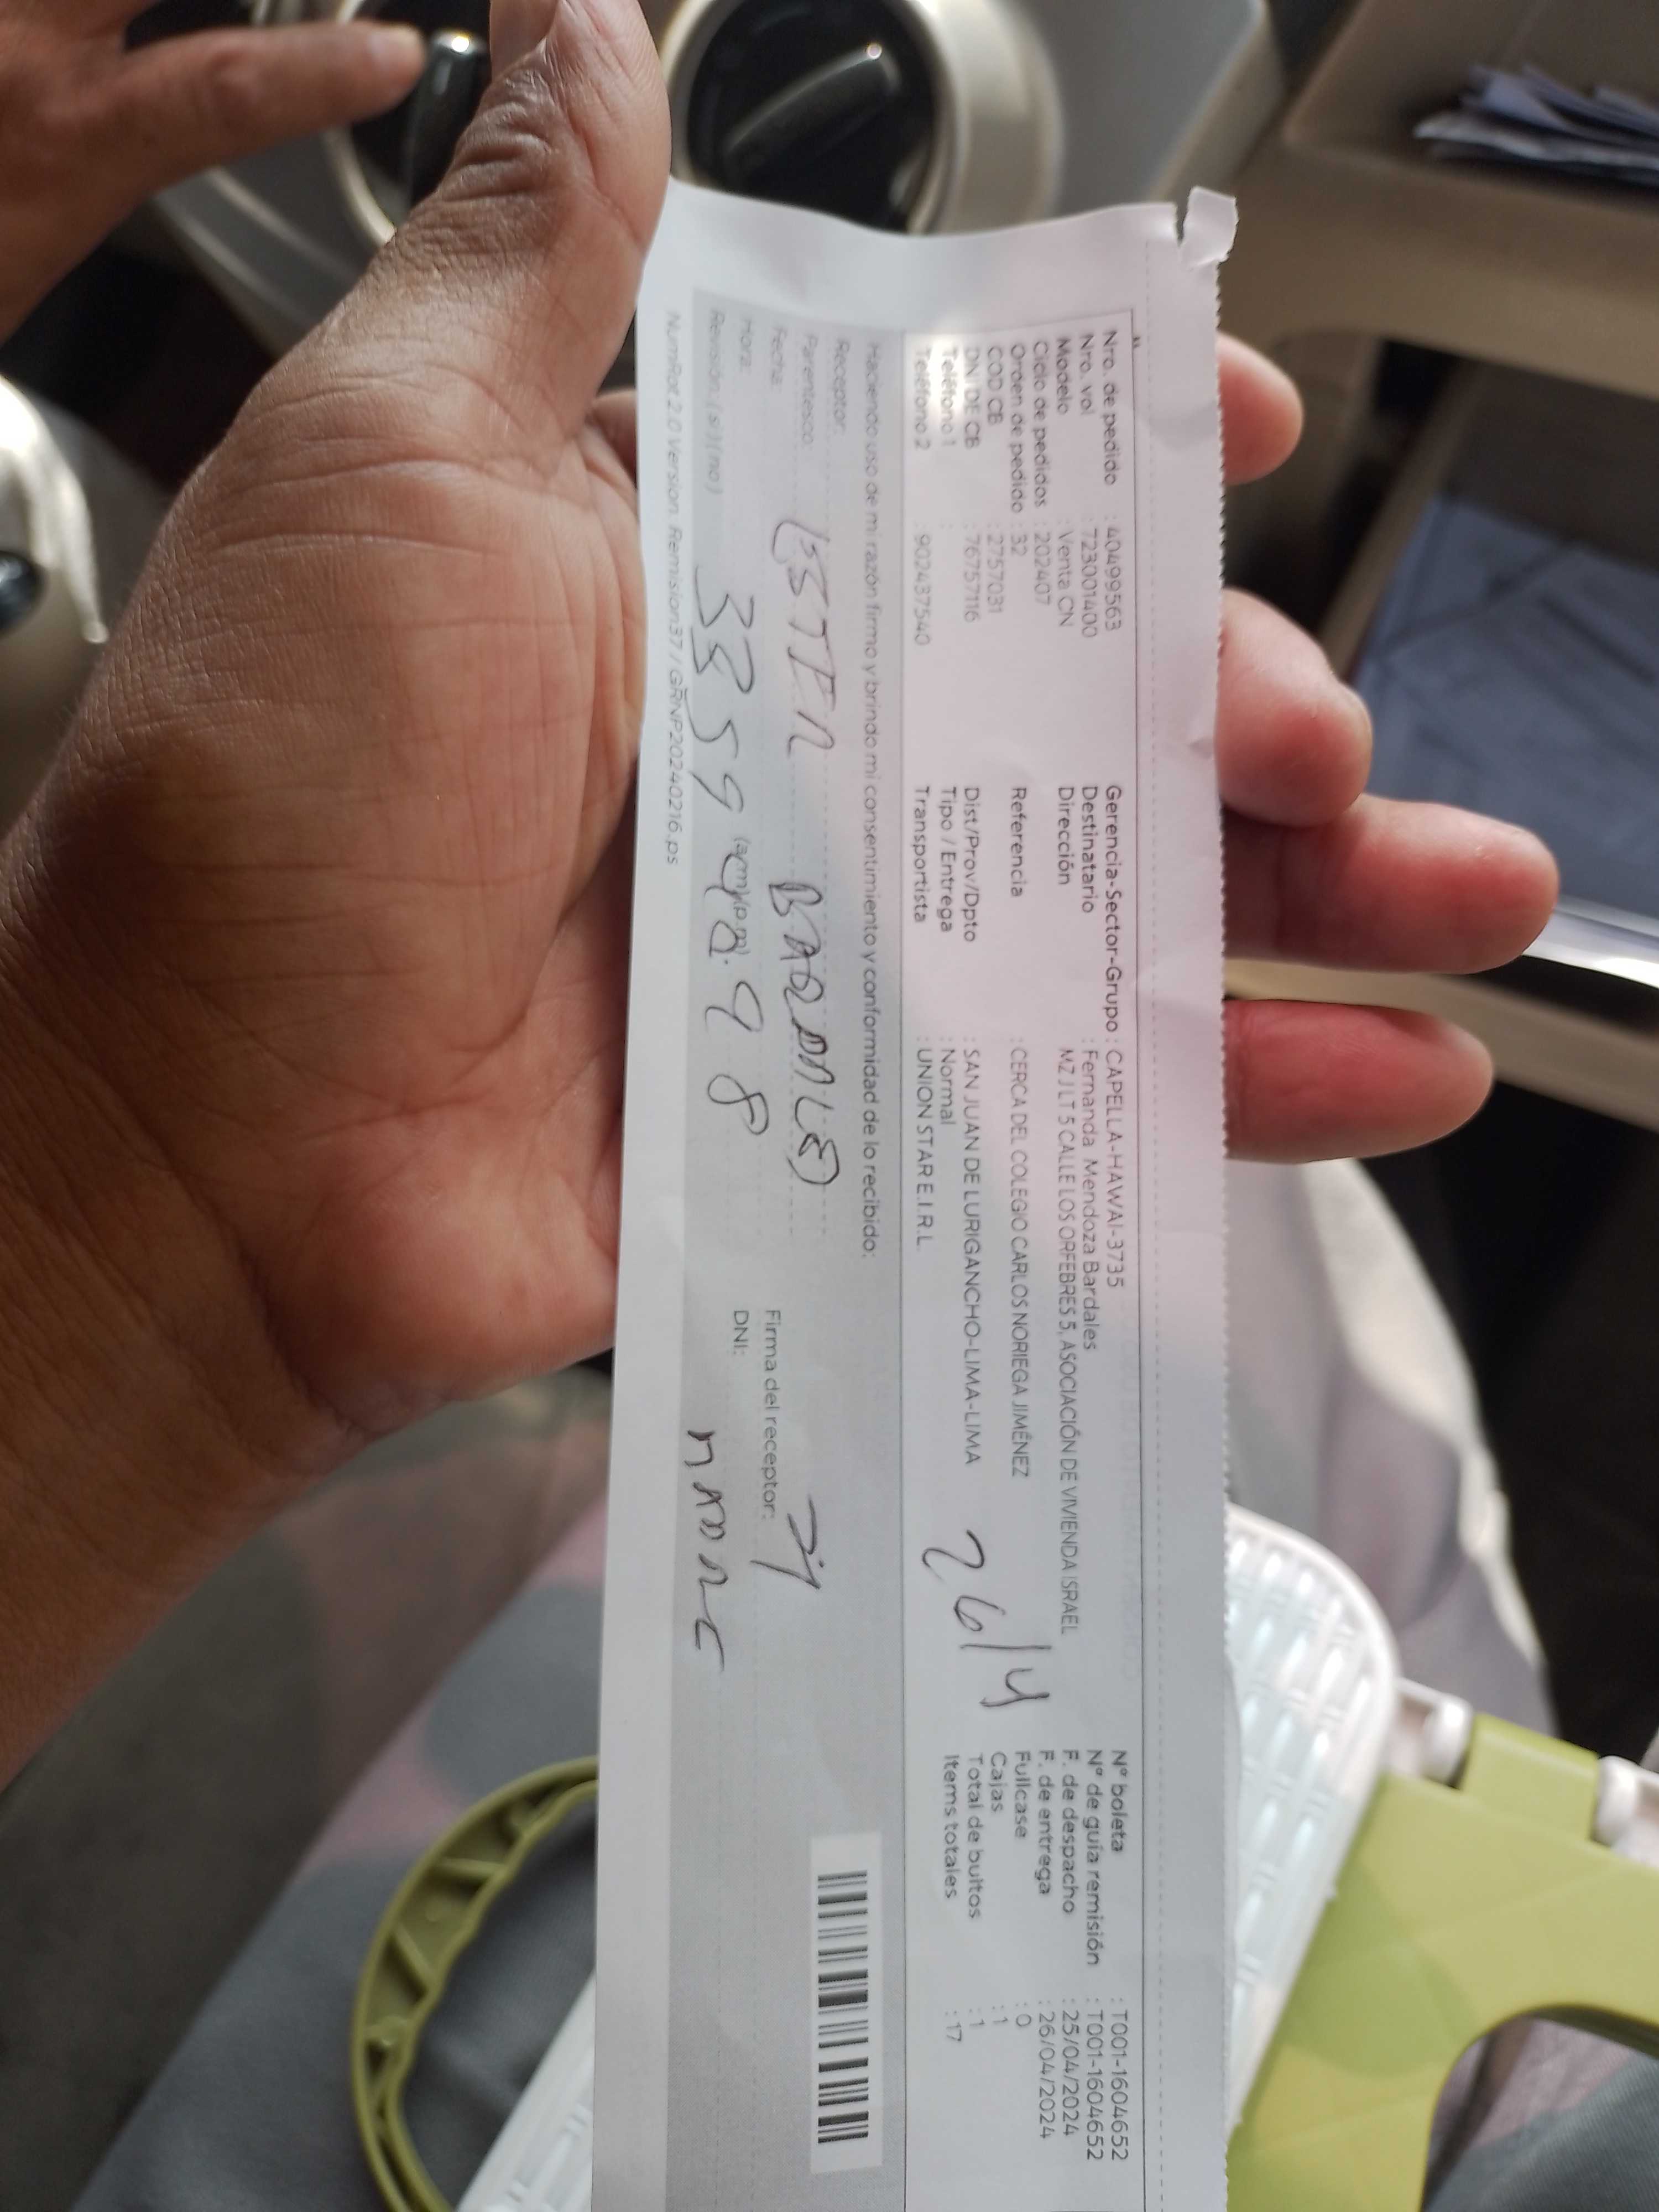 Nro. de pedido : 40499563
Nro. vol : 723001400
Modelo : Venta CN
Ciclo de pedidos : 202407
Orden de pedido : 32
COD CB : 2757031
DNI DE CB : 76757116
Teléfono 1 :
Teléfono 2 : 902437540
Gerencia-Sector-Grupo : CAPELLA-HAWAI-3735
Destinatario : Fernanda Mendoza Bardales
Dirección MZ J LT 5 CALLE LOS ORFEBRES 5, ASOCIACIÓN DE VIVIENDA ISRAEL
Referencia : CERCA DEL COLEGIO CARLOS NORIEGA JIMÉNEZ
Dist/Prov/Dpto : SAN JUAN DE LURIGANCHO-LIMA-LIMA
Tipo / Entrega : Normal
Transportista : UNION STAR E.I.R.L.
26/4
N° boleta : T001-1604652
N° de guía remisión : T001-1604652
F. de despacho : 25/04/2024
F. de entrega : 26/04/2024
Fullcase : 0
Cajas : 1
Total de bultos : 1
Items totales : 17
Haciendo uso de mi razón firmo y brindo mi consentimiento y conformidad de lo recibido:
Receptor:
Parentesco:
Fecha:
Hora: (am)(pm).
Revisión: (si) (no)
Firma del receptor:
DNI:
NumRot 2.0 Version: Remision37 / GRNP20240216.ps